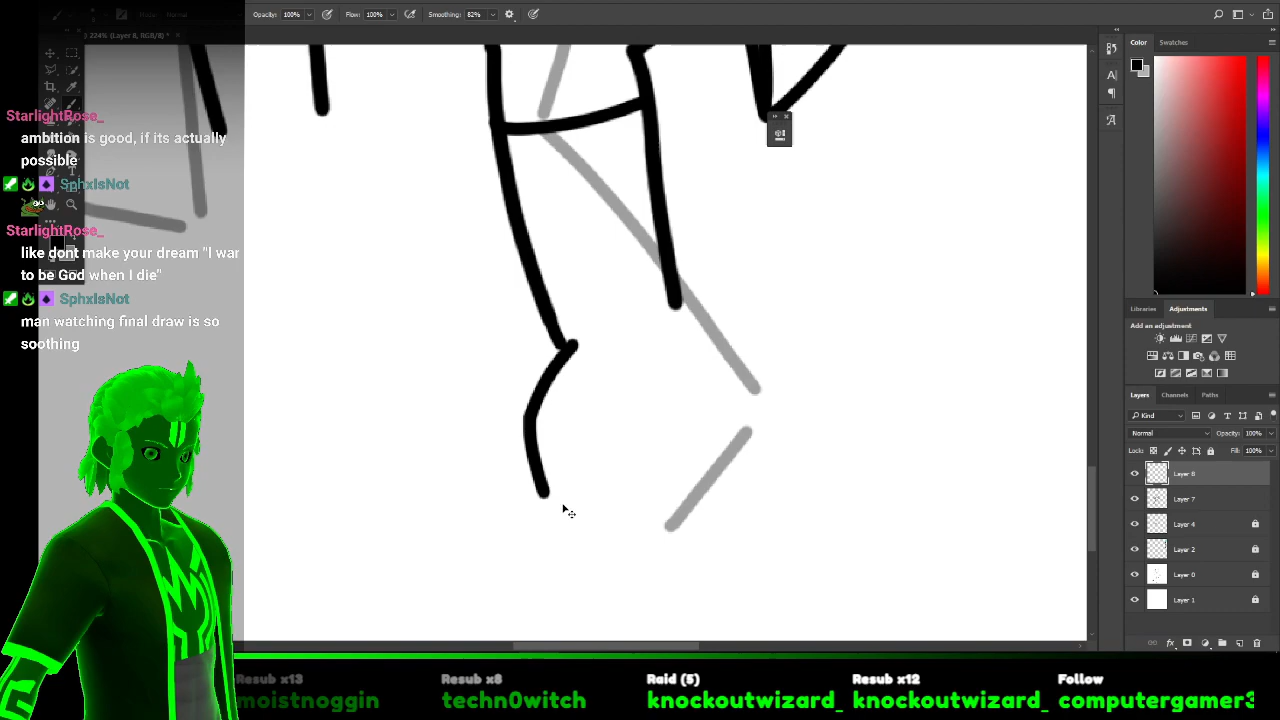 Opacity: 100%
Flow: 100%
Smoothing: 82%
224% (Layer 8, RGB/8) *
StarlightRose_
ambition is good, if its actually
possible
SphxIsNot
StarlightRose_
like dont make your dream "I war
to be God when I die"
SphxIsNot
man watching final draw is so
soothing
Color
Swatches
Libraries
Adjustments
Add an adjustment
Layers
Channels
Paths
Kind
Normal
Opacity: 100%
Lock:
Fill: 100%
Layer 8
Layer 7
Layer 4
Layer 2
Layer 0
Layer 1
Resub x13
moistnoggin
Resub x8
techn0witch
Raid (5)
knockoutwizard_
Resub x12
knockoutwizard_
Follow
computergamer3